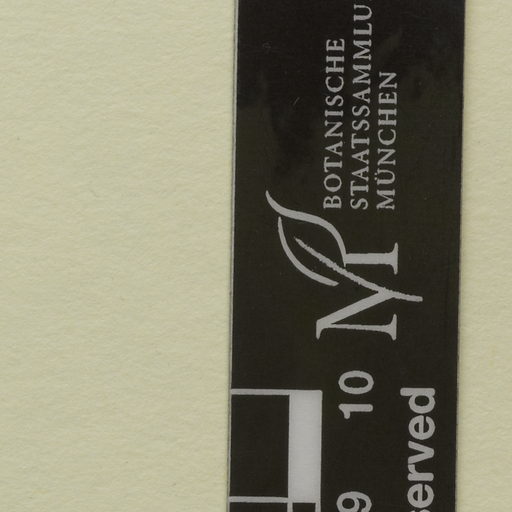 BOTANISCHE
STAATSSAMMLU
MÜNCHEN
9 10
served